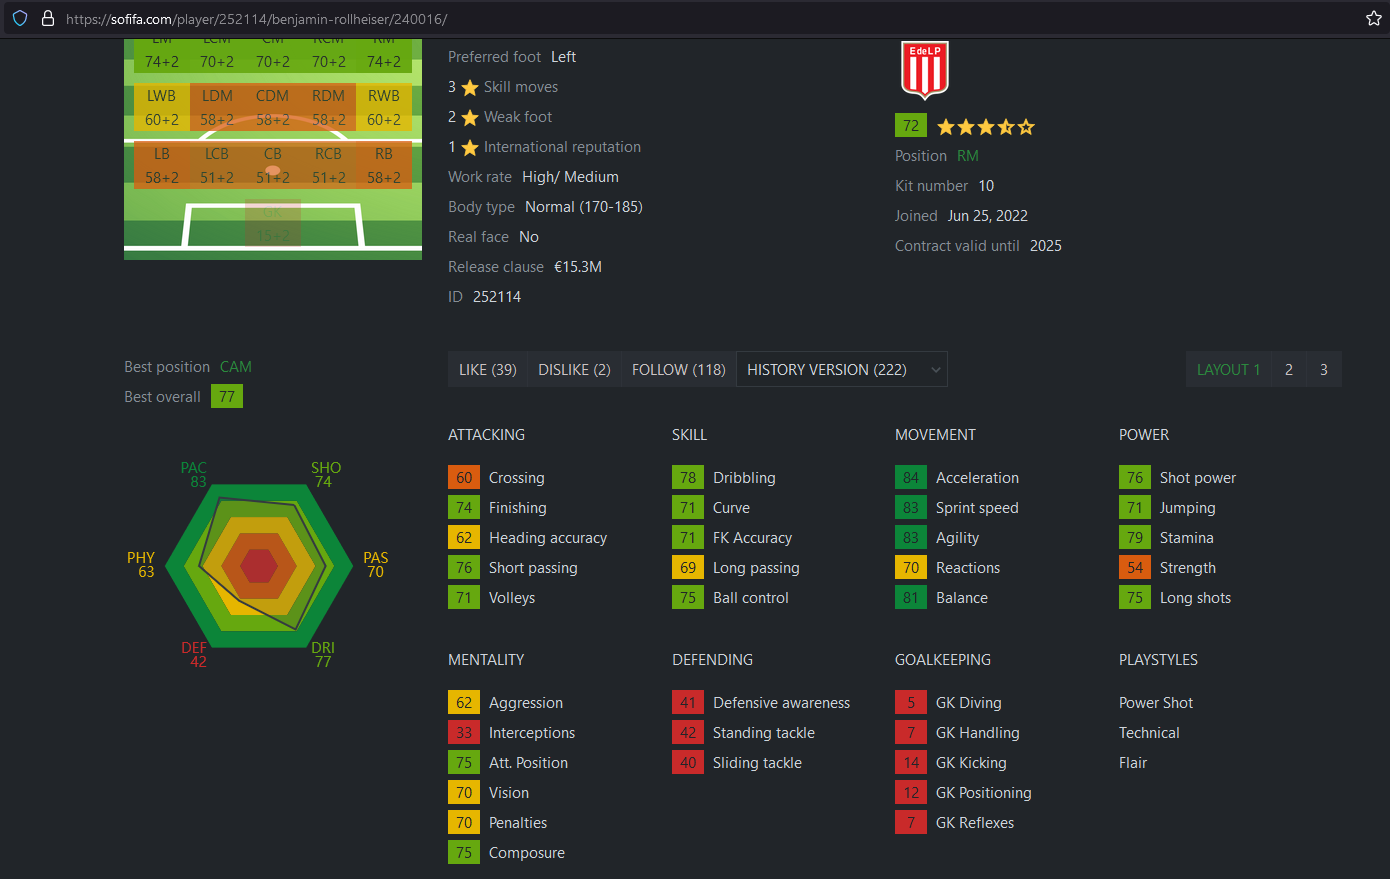 https://sofifa.com/player/252114/benjamin-rollheiser/240016/
LM LCM CM RCM RM
74+2 70+2 70+2 70+2 74+2
LWB LDM CDM RDM RWB
60+2 58+2 58+2 58+2 60+2
LB LCB CB RCB RB
58+2 51+2 51+2 51+2 58+2
GK
15+2
Preferred foot Left
3 Skill moves
2 Weak foot
1 International reputation
Work rate High/ Medium
Body type Normal (170-185)
Real face No
Release clause €15.3M
ID 252114
EdeLP
72
Position RM
Kit number 10
Joined Jun 25, 2022
Contract valid until 2025
Best position CAM
Best overall 77
LIKE (39) DISLIKE (2) FOLLOW (118) HISTORY VERSION (222)
LAYOUT 1 2 3
PAC
83
SHO
74
PHY
63
PAS
70
DEF
42
DRI
77
ATTACKING
60 Crossing
74 Finishing
62 Heading accuracy
76 Short passing
71 Volleys
SKILL
78 Dribbling
71 Curve
71 FK Accuracy
69 Long passing
75 Ball control
MOVEMENT
84 Acceleration
83 Sprint speed
83 Agility
70 Reactions
81 Balance
POWER
76 Shot power
71 Jumping
79 Stamina
54 Strength
75 Long shots
MENTALITY
62 Aggression
33 Interceptions
75 Att. Position
70 Vision
70 Penalties
75 Composure
DEFENDING
41 Defensive awareness
42 Standing tackle
40 Sliding tackle
GOALKEEPING
5 GK Diving
7 GK Handling
14 GK Kicking
12 GK Positioning
7 GK Reflexes
PLAYSTYLES
Power Shot
Technical
Flair